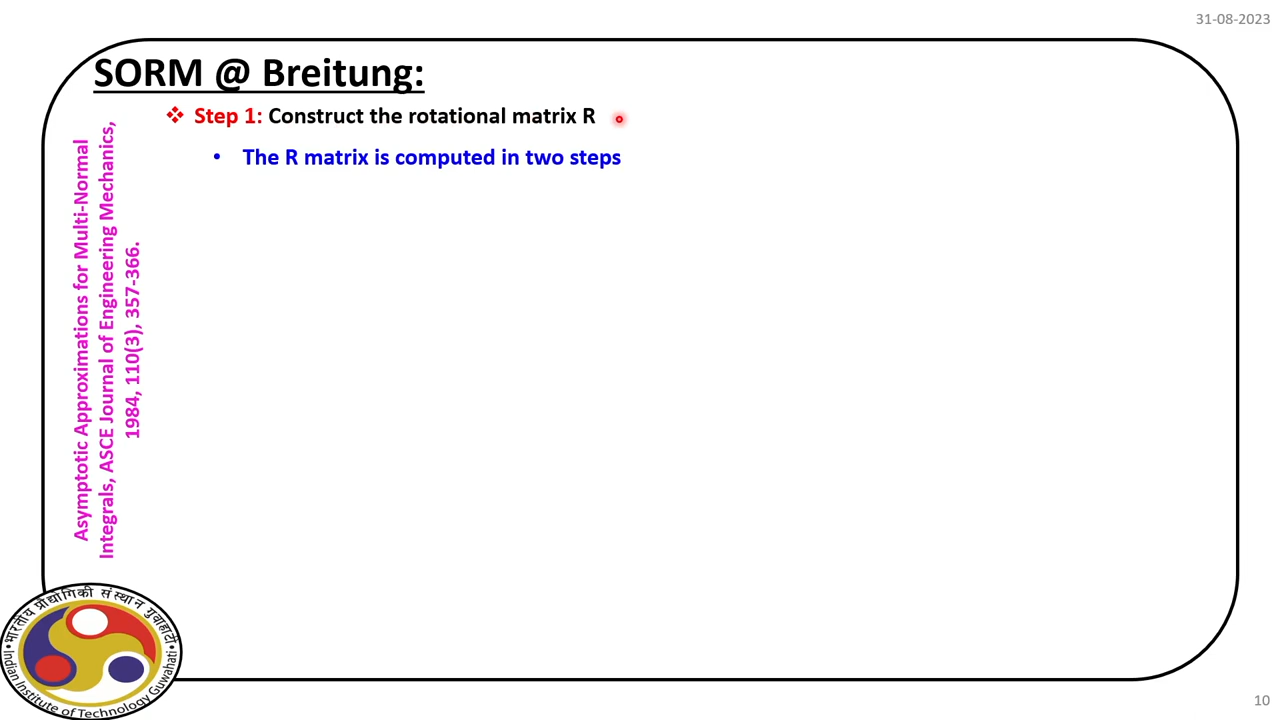 31-08-2023
SORM @ Breitung:
❖ Step 1: Construct the rotational matrix R
• The R matrix is computed in two steps
Asymptotic Approximations for Multi-Normal
Integrals, ASCE Journal of Engineering Mechanics,
1984, 110(3), 357-366.
भारतीय प्रौद्योगिकी संस्थान गुवाहाटी
Indian Institute of Technology Guwahati
10